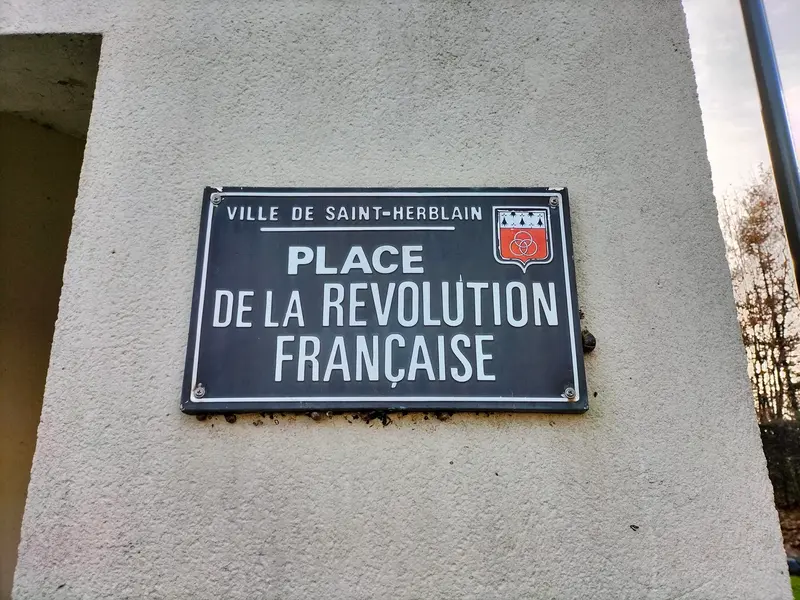 VILLE DE SAINT-HERBLAIN
PLACE
DE LA REVOLUTION
FRANÇAISE